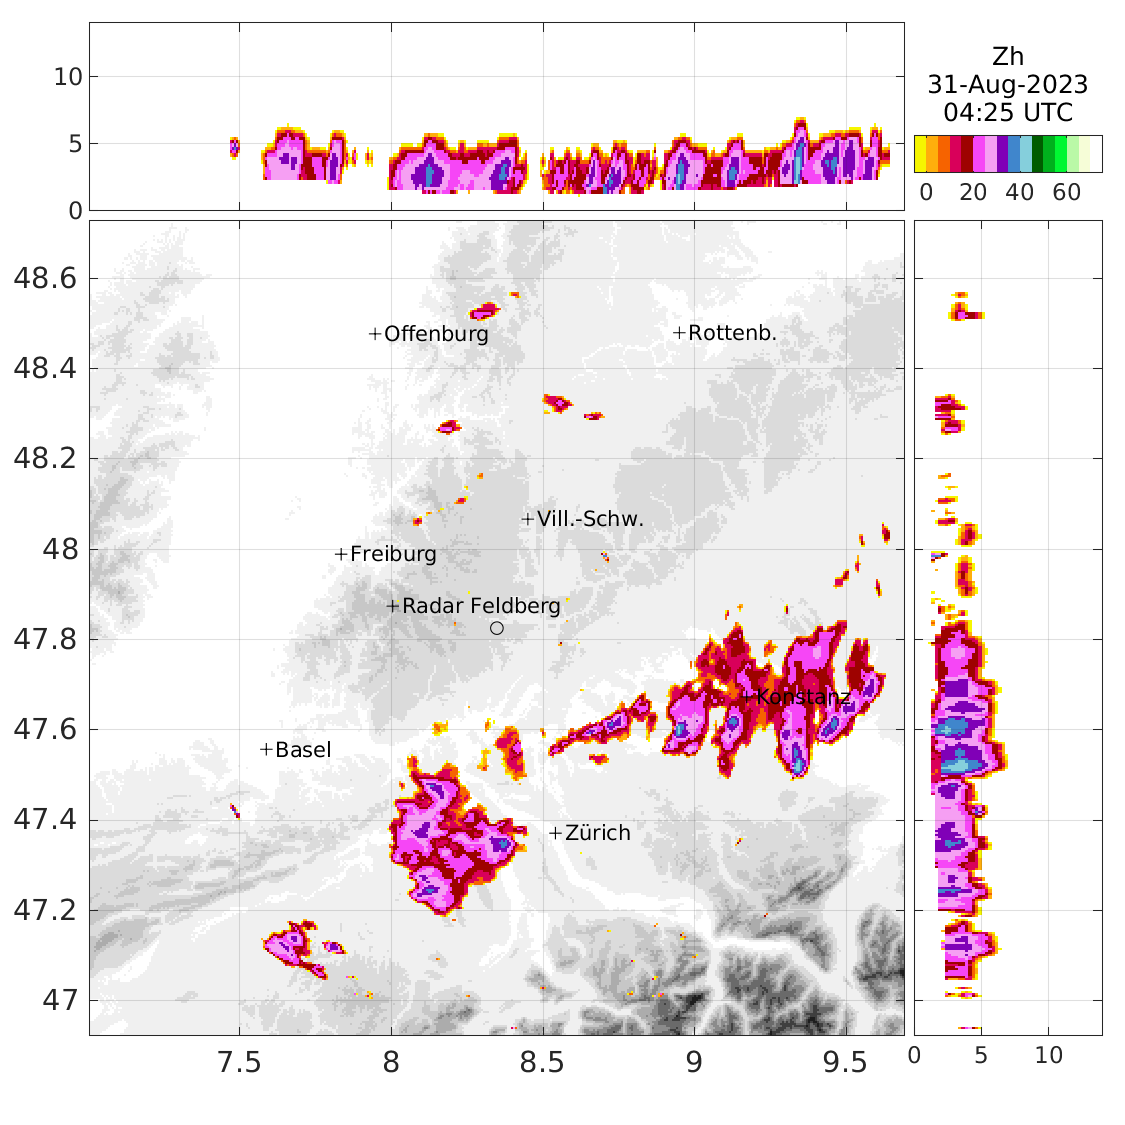 Zh
31-Aug-2023
04:25 UTC
0 20 40 60
10
5
0
48.6
48.4
48.2
48
47.8
47.6
47.4
47.2
47
+Offenburg
+Rottenb.
+Vill.-Schw.
+Freiburg
+Radar Feldberg
+Konstanz
+Basel
+Zürich
7.5 8 8.5 9 9.5
0 5 10